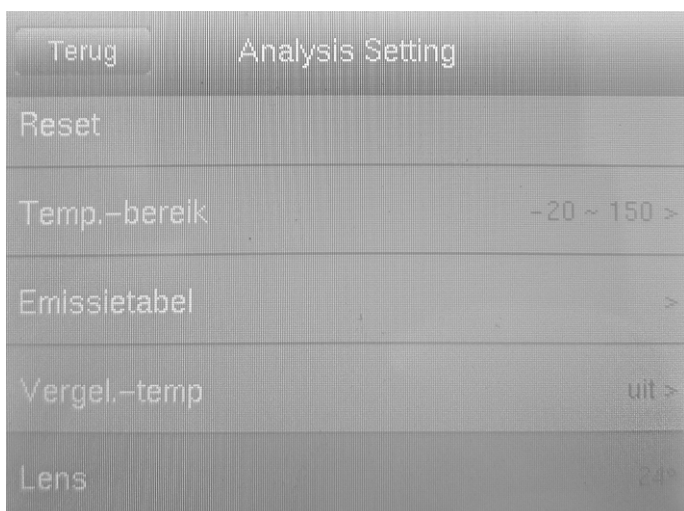 Terug
Analysis Setting
Reset
Temp.-bereik -20 ~ 150 >
Emissietabel >
Vergel.-temp uit >
Lens 24°